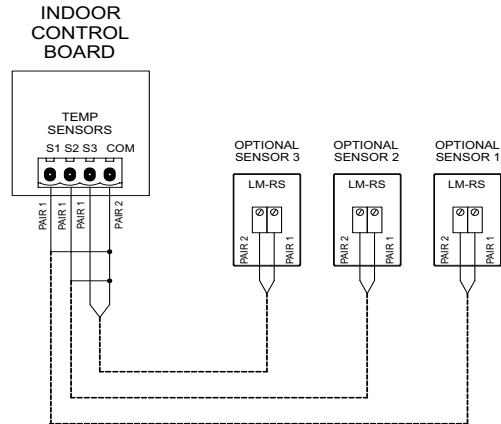 INDOOR
CONTROL
BOARD
TEMP
SENSORS
S1 S2 S3 COM
PAIR 1
PAIR 1
PAIR 1
PAIR 2
OPTIONAL
SENSOR 3
LM-RS
PAIR 2
PAIR 1
OPTIONAL
SENSOR 2
LM-RS
PAIR 2
PAIR 1
OPTIONAL
SENSOR 1
LM-RS
PAIR 2
PAIR 1